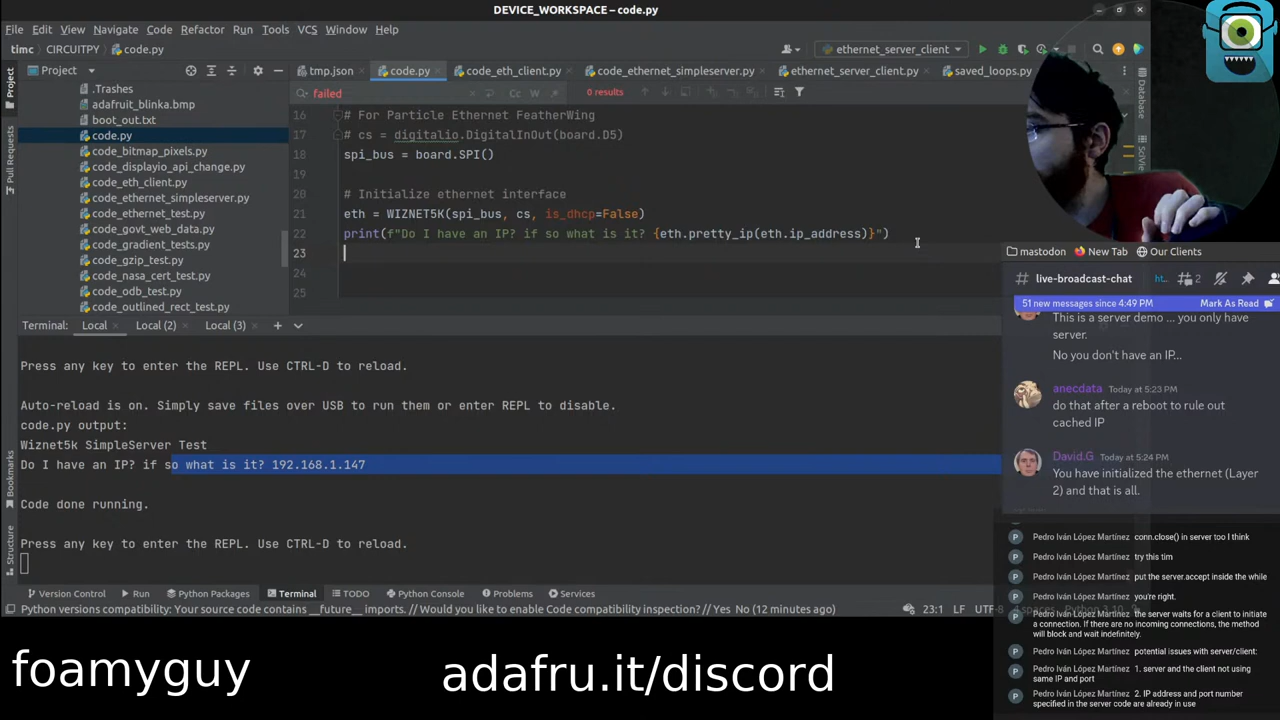 DEVICE_WORKSPACE – code.py
File Edit View Navigate Code Refactor Run Tools VCS Window Help
timc CIRCUITPY code.py
ethernet_server_client
Project
tmp.json code.py code_eth_client.py code_ethernet_simpleserver.py ethernet_server_client.py saved_loops.py
failed Cc W .* 0 results
.Trashes
adafruit_blinka.bmp
boot_out.txt
code.py
code_bitmap_pixels.py
code_displayio_api_change.py
code_eth_client.py
code_ethernet_simpleserver.py
code_ethernet_test.py
code_govt_web_data.py
code_gradient_tests.py
code_gzip_test.py
code_nasa_cert_test.py
code_odb_test.py
code_outlined_rect_test.py
16 # For Particle Ethernet FeatherWing
17 # cs = digitalio.DigitalInOut(board.D5)
18 spi_bus = board.SPI()
19
20 # Initialize ethernet interface
21 eth = WIZNET5K(spi_bus, cs, is_dhcp=False)
22 print(f"Do I have an IP? if so what is it? {eth.pretty_ip(eth.ip_address)}")
23
24
25
Project
Pull Requests
Bookmarks
Structure
Database
SciView
Terminal: Local Local (2) Local (3)
Press any key to enter the REPL. Use CTRL-D to reload.
Auto-reload is on. Simply save files over USB to run them or enter REPL to disable.
code.py output:
Wiznet5k SimpleServer Test
Do I have an IP? if so what is it? 192.168.1.147
Code done running.
Press any key to enter the REPL. Use CTRL-D to reload.
Version Control Run Python Packages Terminal TODO Python Console Problems Services
Python versions compatibility: Your source code contains __future__ imports. // Would you like to enable Code compatibility inspection? // Yes No (12 minutes ago)
23:1 LF UTF-8 4 spaces Python 3.10
mastodon New Tab Our Clients
live-broadcast-chat ht... 2
51 new messages since 4:49 PM Mark As Read
This is a server demo ... you only have
server.
No you don't have an IP...
anecdata Today at 5:23 PM
do that after a reboot to rule out
cached IP
David.G Today at 5:24 PM
You have initialized the ethernet (Layer
2) and that is all.
P Pedro Iván López Martínez conn.close() in server too I think
P Pedro Iván López Martínez try this tim
P Pedro Iván López Martínez put the server.accept inside the while
P Pedro Iván López Martínez you're right.
P Pedro Iván López Martínez the server waits for a client to initiate
a connection. If there are no incoming connections, the method
will block and wait indefinitely.
P Pedro Iván López Martínez potential issues with server/client:
P Pedro Iván López Martínez 1. server and the client not using
same IP and port
P Pedro Iván López Martínez 2. IP address and port number
specified in the server code are already in use
foamyguy
adafru.it/discord